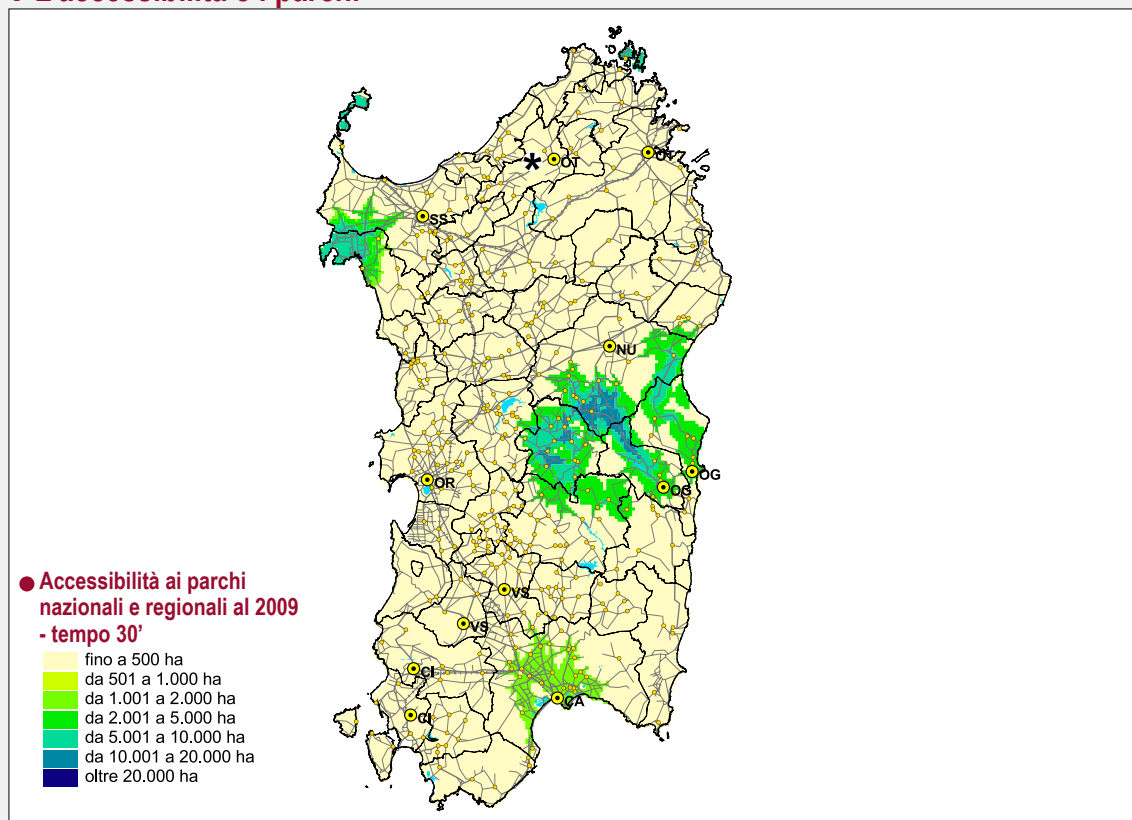 *
OT
OT
SS
NU
OG
OG
OR
VS
VS
CI
CI
CA
● Accessibilità ai parchi
nazionali e regionali al 2009
- tempo 30'
fino a 500 ha
da 501 a 1.000 ha
da 1.001 a 2.000 ha
da 2.001 a 5.000 ha
da 5.001 a 10.000 ha
da 10.001 a 20.000 ha
oltre 20.000 ha